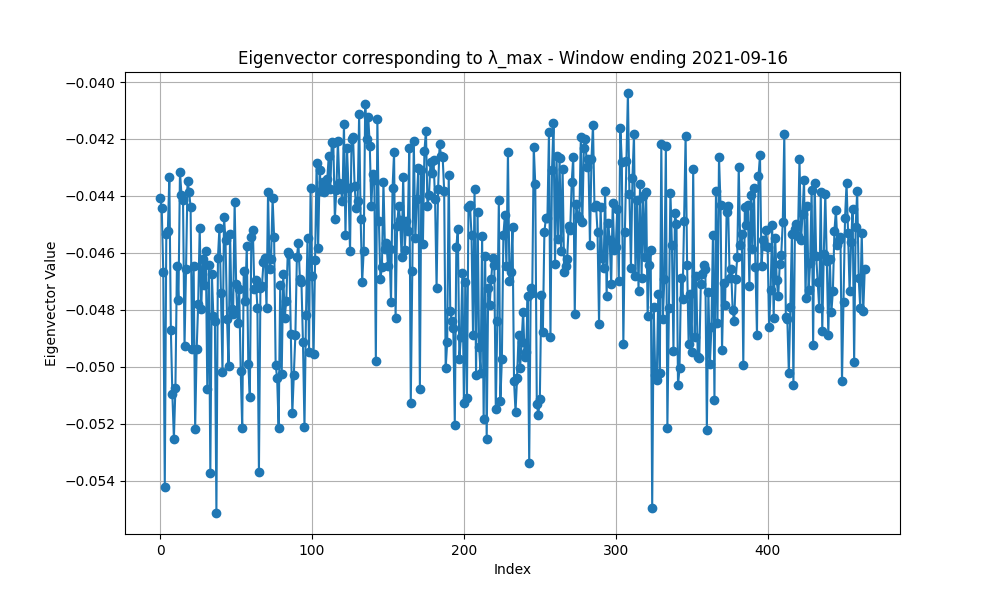 Eigenvector corresponding to λ_max - Window ending 2021-09-16
−0.040
−0.042
−0.044
−0.046
−0.048
−0.050
−0.052
−0.054
Eigenvector Value
0 100 200 300 400
Index